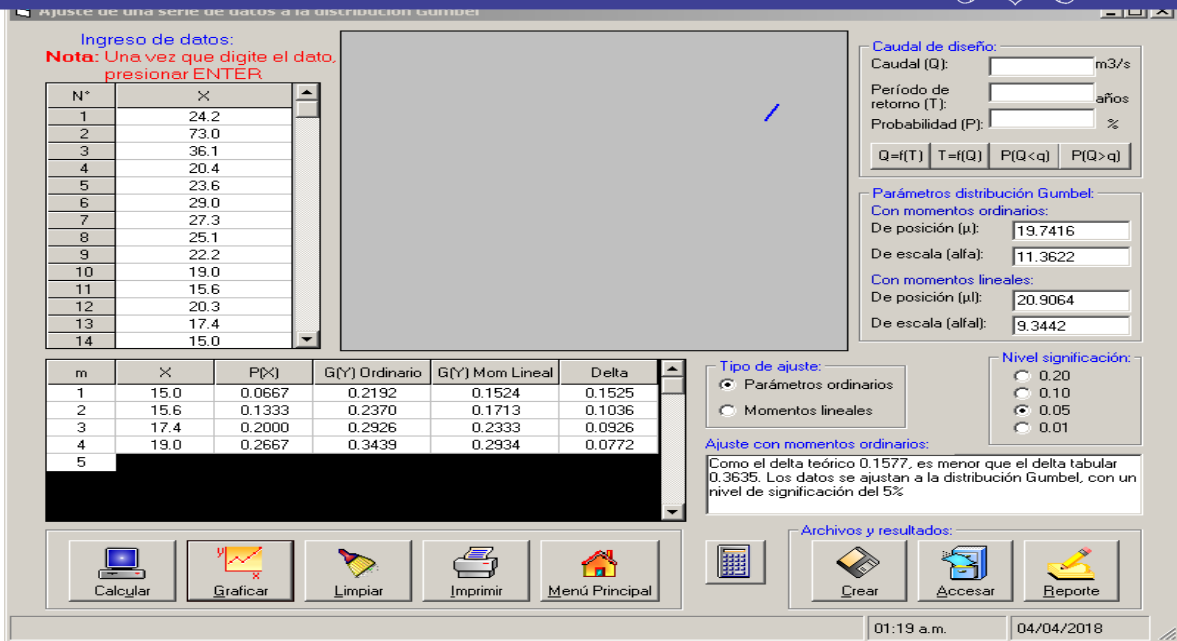 Ajuste de una serie de datos a la distribución Gumbel
Ingreso de datos:
Nota: Una vez que digite el dato,
presionar ENTER
N° X
1 24.2
2 73.0
3 36.1
4 20.4
5 23.6
6 29.0
7 27.3
8 25.1
9 22.2
10 19.0
11 15.6
12 20.3
13 17.4
14 15.0
Caudal de diseño:
Caudal (Q): m3/s
Período de
retorno (T): años
Probabilidad (P): %
Q=f(T) T=f(Q) P(Q<q) P(Q>q)
Parámetros distribución Gumbel:
Con momentos ordinarios:
De posición (µ): 19.7416
De escala (alfa): 11.3622
Con momentos lineales:
De posición (µl): 20.9064
De escala (alfal): 9.3442
m X P(X) G(Y) Ordinario G(Y) Mom Lineal Delta
1 15.0 0.0667 0.2192 0.1524 0.1525
2 15.6 0.1333 0.2370 0.1713 0.1036
3 17.4 0.2000 0.2926 0.2333 0.0926
4 19.0 0.2667 0.3439 0.2934 0.0772
5
Tipo de ajuste:
Parámetros ordinarios
Momentos lineales
Nivel significación:
0.20
0.10
0.05
0.01
Ajuste con momentos ordinarios:
Como el delta teórico 0.1577, es menor que el delta tabular
0.3635. Los datos se ajustan a la distribución Gumbel, con un
nivel de significación del 5%
Calcular Graficar Limpiar Imprimir Menú Principal
Archivos y resultados:
Crear Accesar Reporte
01:19 a.m. 04/04/2018